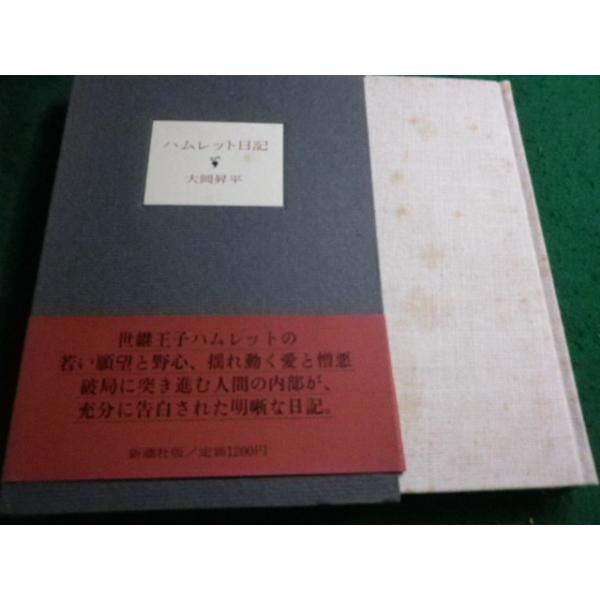 ハムレット日記
大岡昇平
世継王子ハムレットの
若い願望と野心、揺れ動く愛と憎悪
破局に突き進む人間の内部が、
充分に告白された明晰な日記。
新潮社版／定価1200円